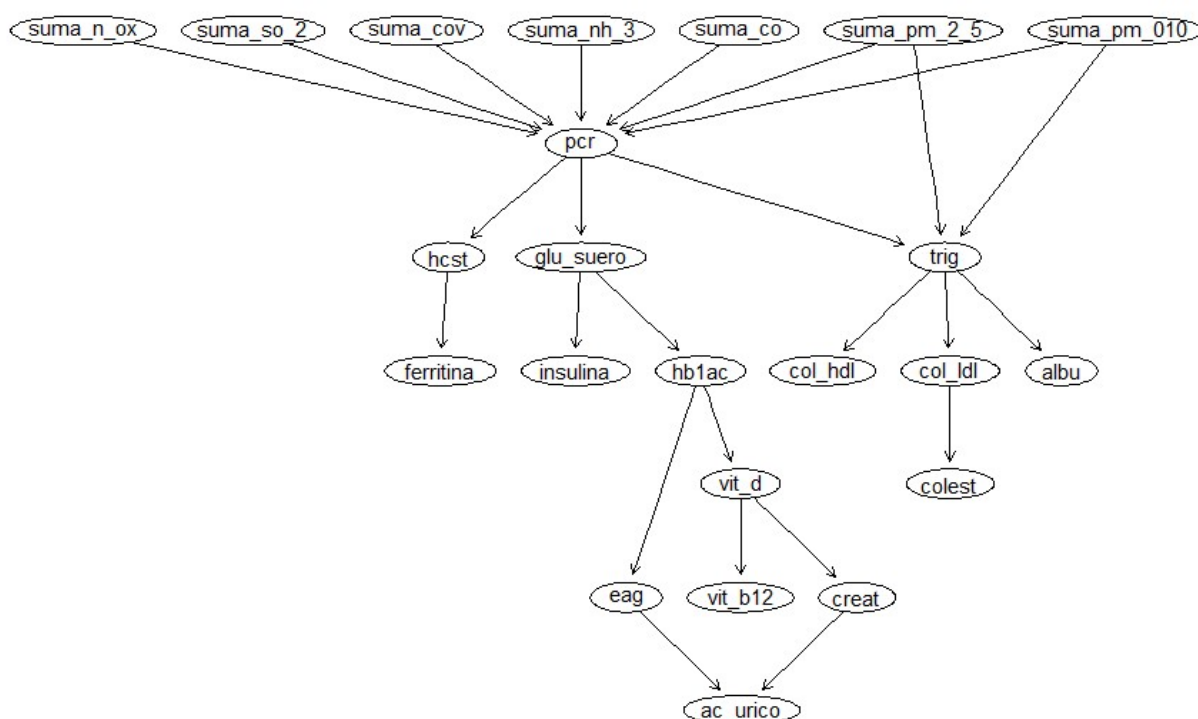 suma_n_ox suma_so_2 suma_cov suma_nh_3 suma_co suma_pm_2_5 suma_pm_010
pcr
hcst glu_suero trig
ferritina insulina hb1ac col_hdl col_ldl albu
vit_d colest
eag vit_b12 creat
ac_urico